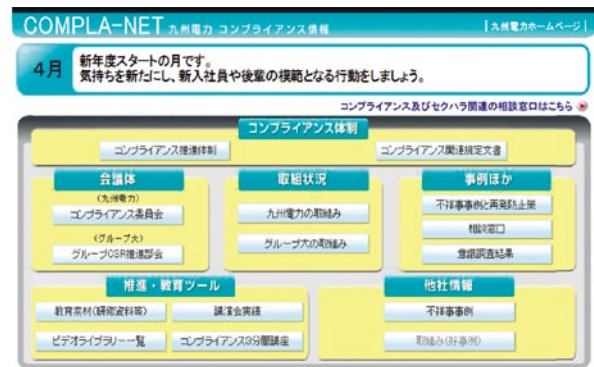 COMPLA-NET 九州電力 コンプライアンス情報
|九州電力ホームページ|
4月
新年度スタートの月です。
気持ちを新たにし、新入社員や後輩の模範となる行動をしましょう。
コンプライアンス及びセクハラ関連の相談窓口はこちら
コンプライアンス体制
コンプライアンス推進体制
コンプライアンス関連規定文書
会議体
(九州電力)
コンプライアンス委員会
(グループ大)
グループCSR推進部会
取組状況
九州電力の取組み
グループ大の取組み
事例ほか
不祥事事例と再発防止策
相談窓口
意識調査結果
推進・教育ツール
教育素材(研修資料等)
講演会実績
ビデオライブラリー一覧
コンプライアンス3分間講座
他社情報
不祥事事例
取組み(好事例)